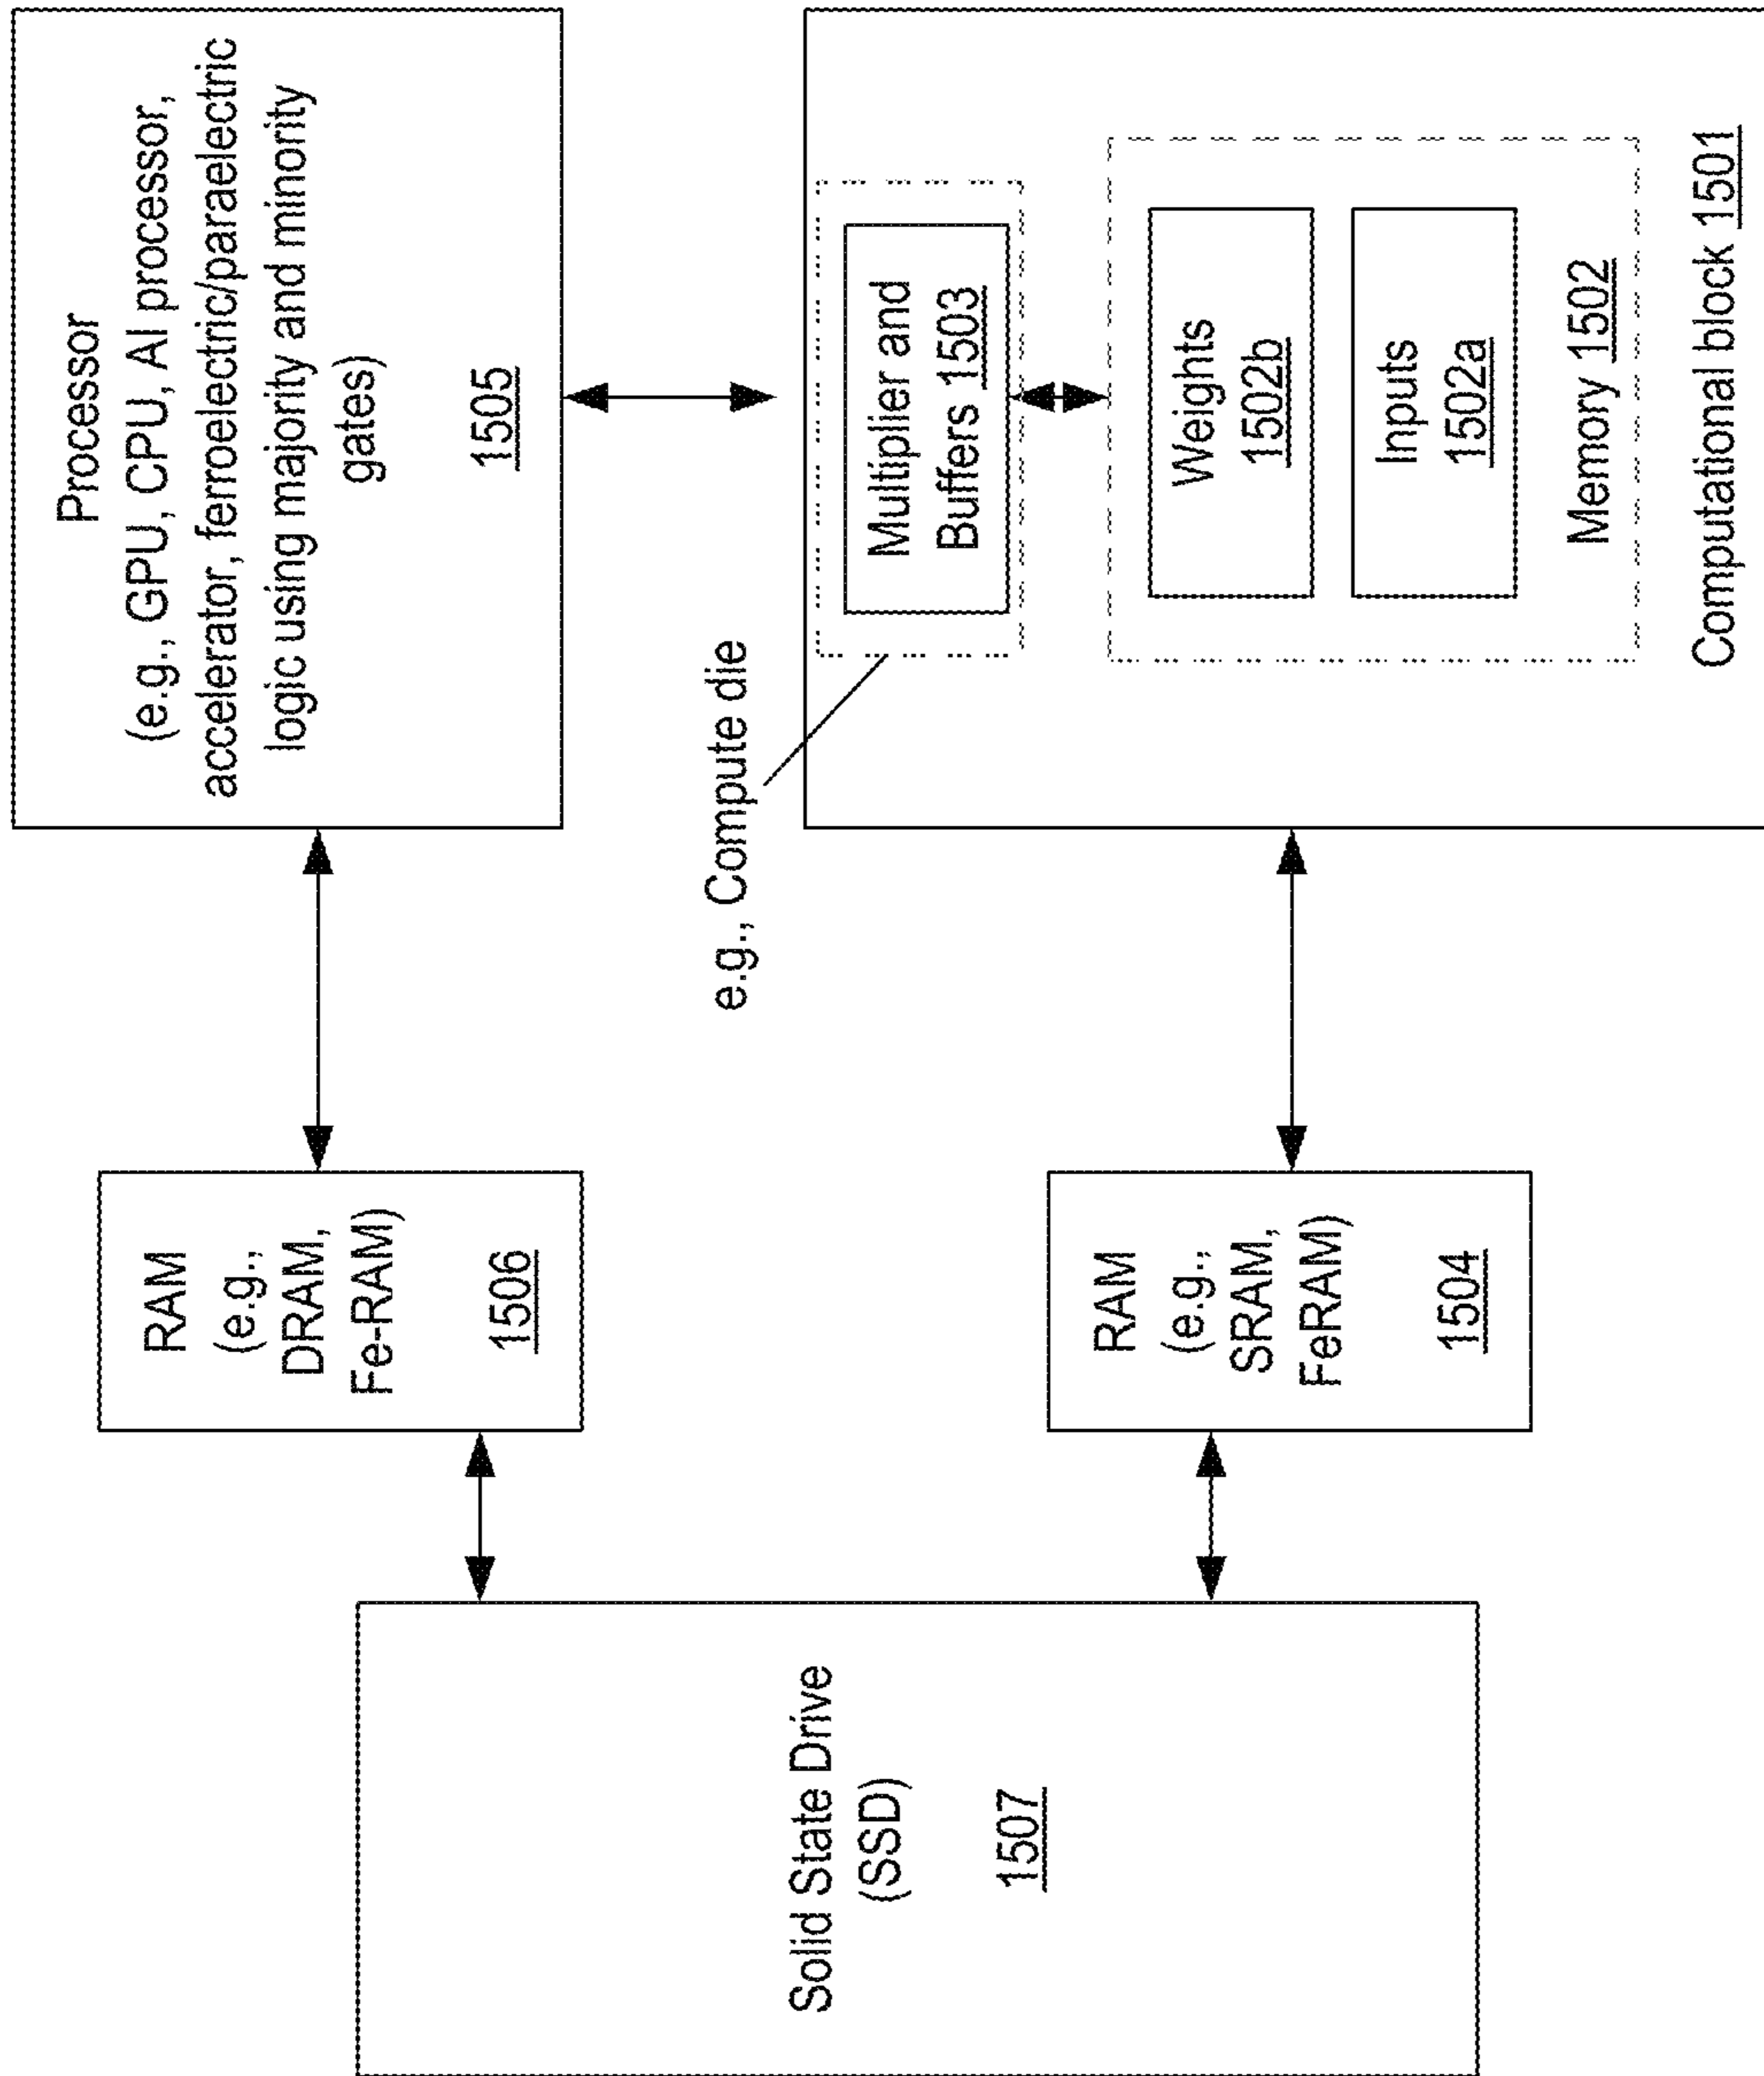 Processor
(e.g., GPU, CPU, AI processor,
accelerator, ferroelectric/paraelectric
logic using majority and minority
gates)
1505
RAM
(e.g.,
DRAM,
Fe-RAM)
1506
Solid State Drive
(SSD)
1507
RAM
(e.g.,
SRAM,
FeRAM)
1504
e.g., Compute die
Multiplier and
Buffers 1503
Weights
1502b
Inputs
1502a
Memory 1502
Computational block 1501